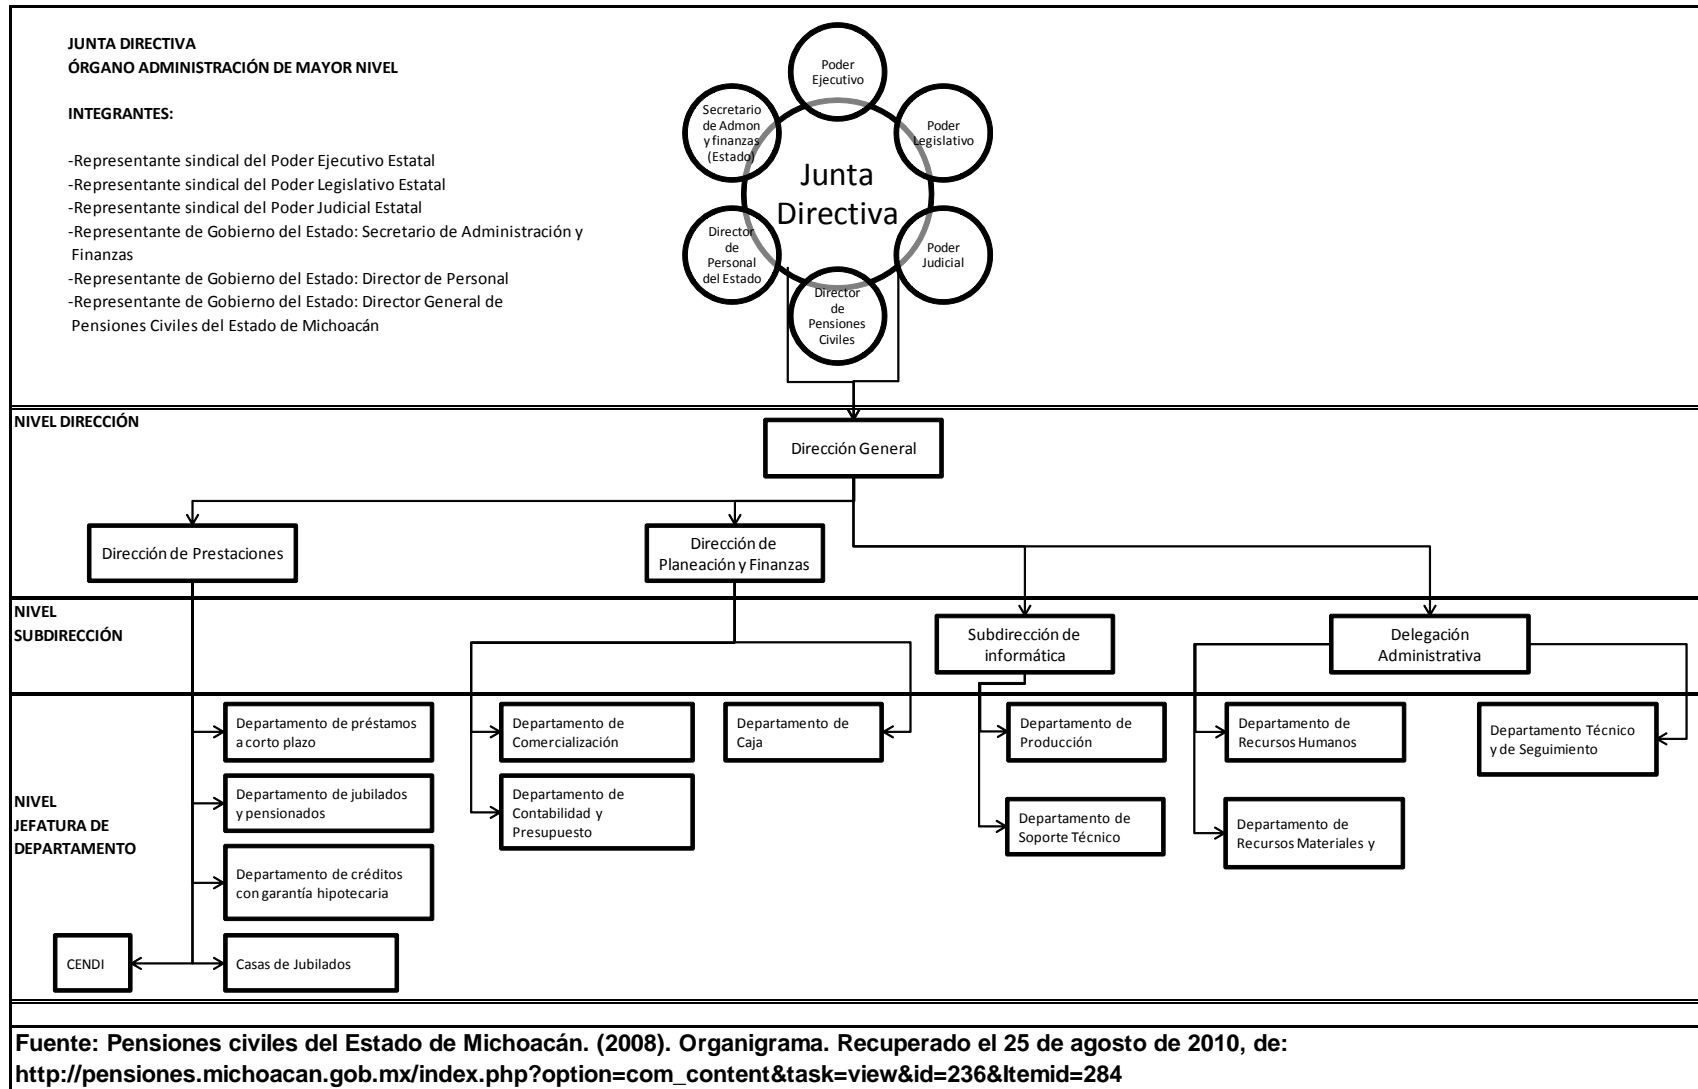 JUNTA DIRECTIVA
ÓRGANO ADMINISTRACIÓN DE MAYOR NIVEL
INTEGRANTES:
-Representante sindical del Poder Ejecutivo Estatal
-Representante sindical del Poder Legislativo Estatal
-Representante sindical del Poder Judicial Estatal
-Representante de Gobierno del Estado: Secretario de Administración y
Finanzas
-Representante de Gobierno del Estado: Director de Personal
-Representante de Gobierno del Estado: Director General de
Pensiones Civiles del Estado de Michoacán
Poder
Ejecutivo
Secretario
de Admon
y finanzas
(Estado)
Poder
Legislativo
Junta
Directiva
Director
de
Personal
del Estado
Poder
Judicial
Director
de
Pensiones
Civiles
NIVEL DIRECCIÓN
Dirección General
Dirección de Prestaciones
Dirección de
Planeación y Finanzas
NIVEL
SUBDIRECCIÓN
Subdirección de
informática
Delegación
Administrativa
NIVEL
JEFATURA DE
DEPARTAMENTO
Departamento de préstamos
a corto plazo
Departamento de
Comercialización
Departamento de
Caja
Departamento de
Producción
Departamento de
Recursos Humanos
Departamento Técnico
y de Seguimiento
Departamento de jubilados
y pensionados
Departamento de
Contabilidad y
Presupuesto
Departamento de
Soporte Técnico
Departamento de
Recursos Materiales y
Departamento de créditos
con garantía hipotecaria
CENDI
Casas de Jubilados
Fuente: Pensiones civiles del Estado de Michoacán. (2008). Organigrama. Recuperado el 25 de agosto de 2010, de:
http://pensiones.michoacan.gob.mx/index.php?option=com_content&task=view&id=236&Itemid=284